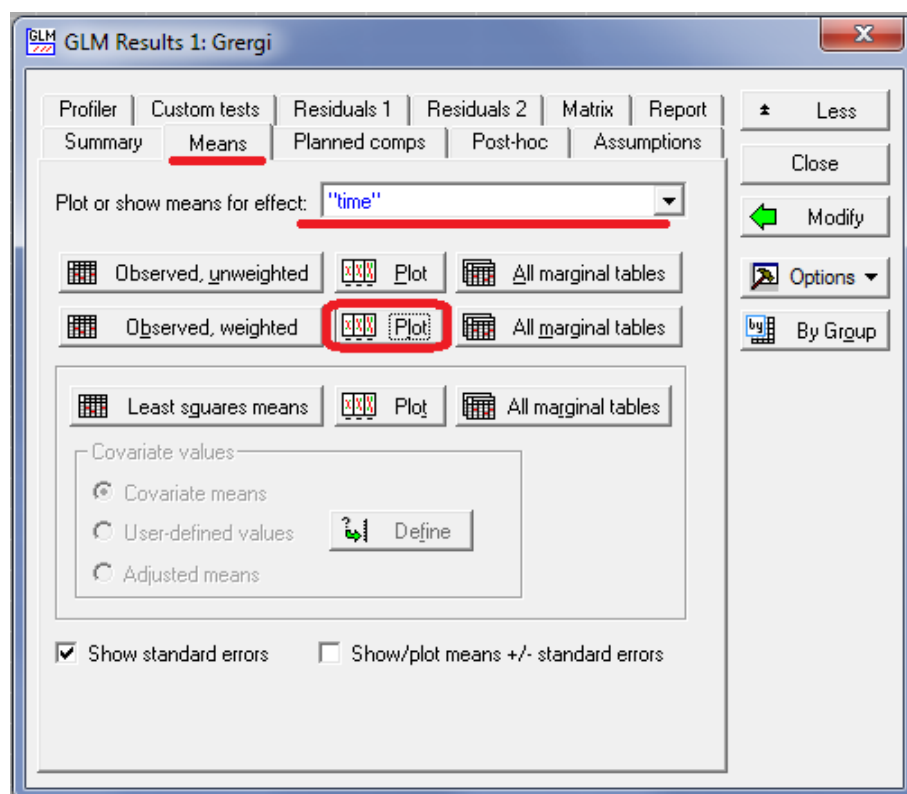 GLM GLM Results 1: Grergi X
Profiler Custom tests Residuals 1 Residuals 2 Matrix Report
Summary Means Planned comps Post-hoc Assumptions
Less
Close
Modify
Options
By Group
Plot or show means for effect: "time"
Observed, unweighted Plot All marginal tables
Observed, weighted Plot All marginal tables
Least sguares means Plot All marginal tables
Covariate values
Covariate means
User-defined values Define
Adjusted means
Show standard errors Show/plot means +/- standard errors